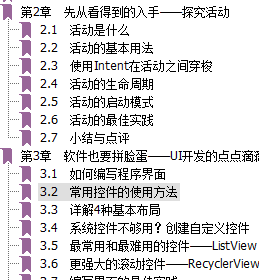 第2章 先从看得到的入手——探究活动
2.1 活动是什么
2.2 活动的基本用法
2.3 使用Intent在活动之间穿梭
2.4 活动的生命周期
2.5 活动的启动模式
2.6 活动的最佳实践
2.7 小结与点评
第3章 软件也要拼脸蛋——UI开发的点点滴滴
3.1 如何编写程序界面
3.2 常用控件的使用方法
3.3 详解4种基本布局
3.4 系统控件不够用？创建自定义控件
3.5 最常用和最难用的控件——ListView
3.6 更强大的滚动控件——RecyclerView